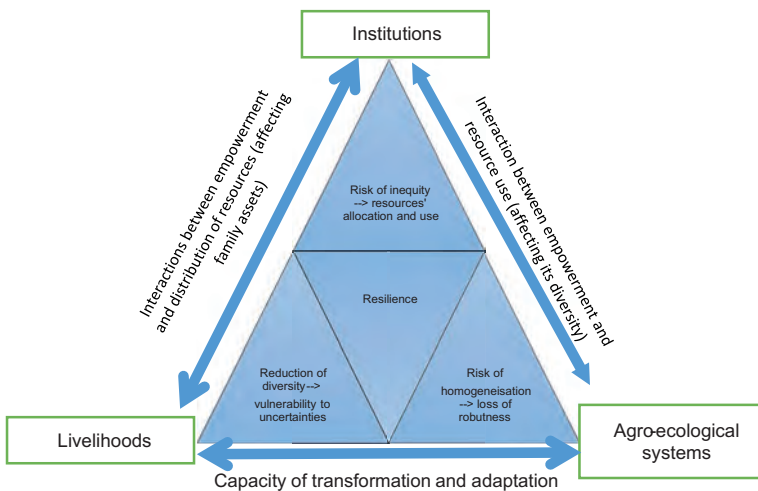 Institutions
Interactions between empowerment
and distribution of resources (affecting
family assets)
Interaction between empowerment and
resource use (affecting its diversity)
Risk of inequity
--> resources'
allocation and use
Resilience
Reduction of
diversity-->
vulnerability to
uncertainties
Risk of
homogeneisation
--> loss of
robutness
Livelihoods
Agro-ecological
systems
Capacity of transformation and adaptation